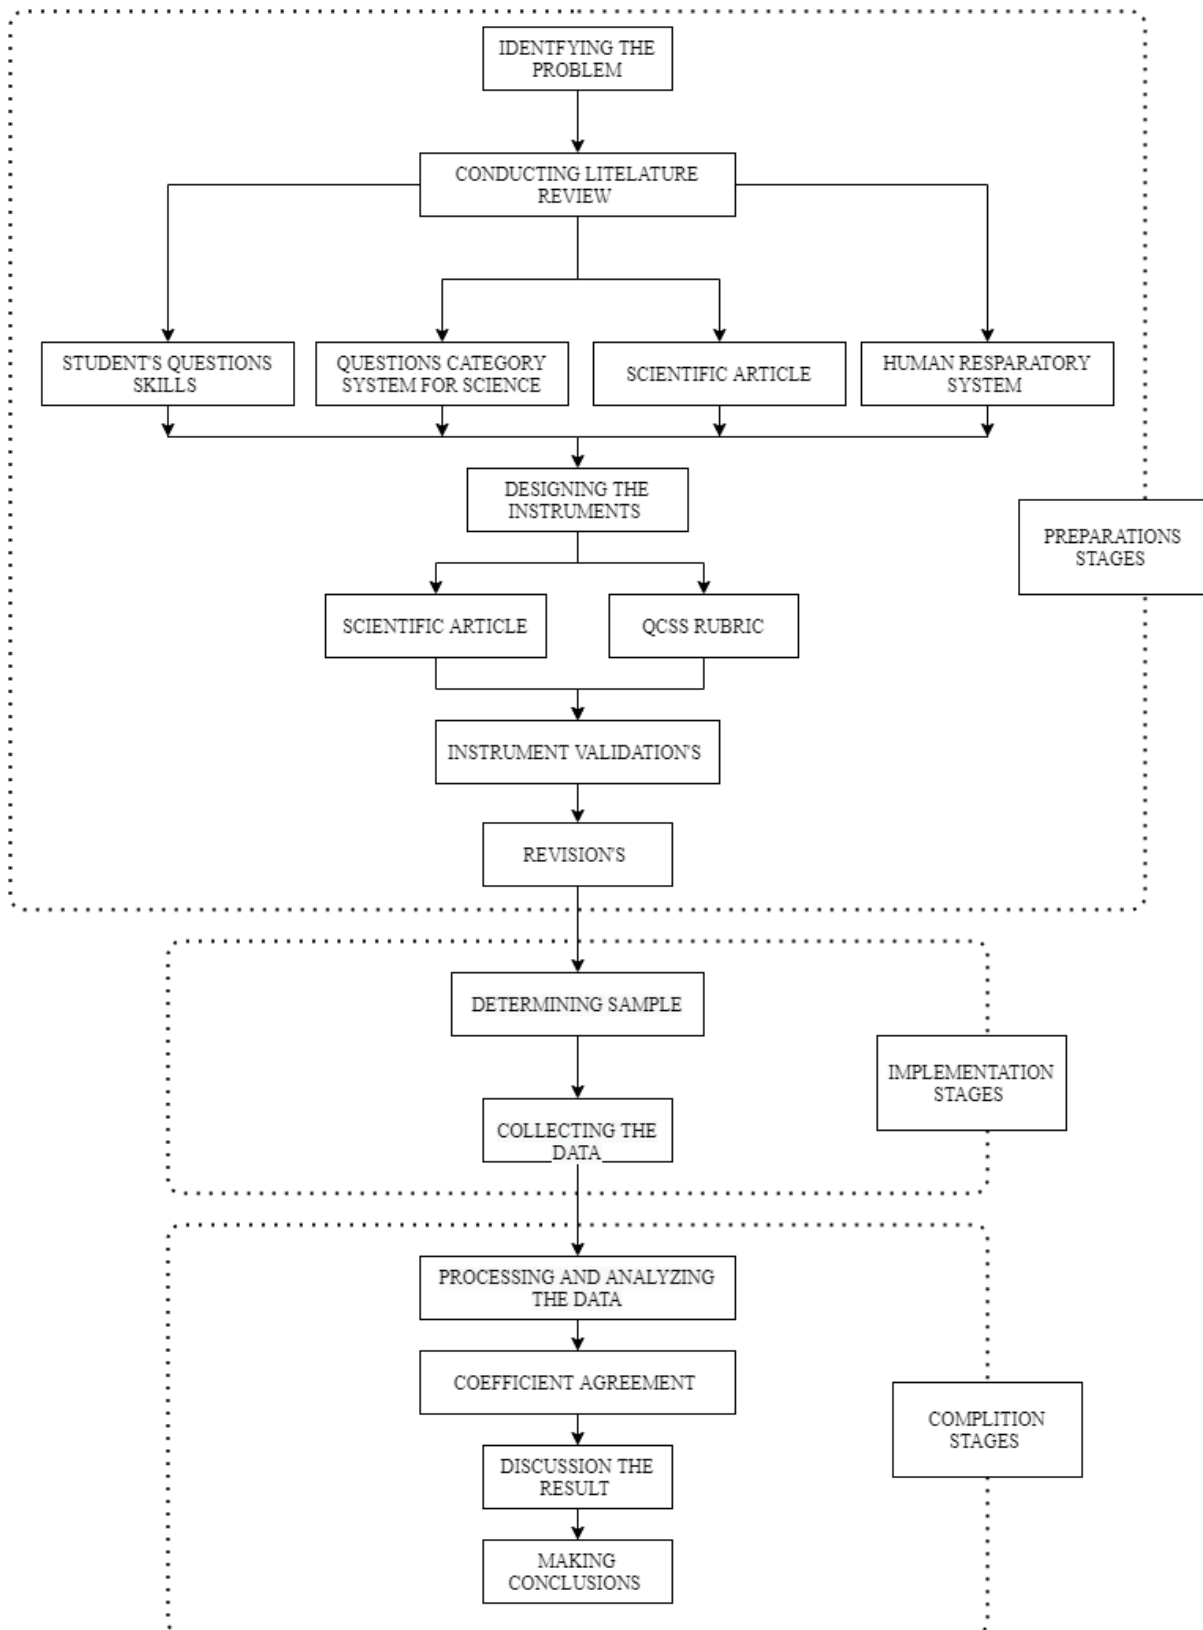 IDENTFYING THE
PROBLEM
CONDUCTING LITELATURE
REVIEW
STUDENT'S QUESTIONS
SKILLS
QUESTIONS CATEGORY
SYSTEM FOR SCIENCE
SCIENTIFIC ARTICLE
HUMAN RESPARATORY
SYSTEM
DESIGNING THE
INSTRUMENTS
PREPARATIONS
STAGES
SCIENTIFIC ARTICLE
QCSS RUBRIC
INSTRUMENT VALIDATION'S
REVISION'S
DETERMINING SAMPLE
IMPLEMENTATION
STAGES
COLLECTING THE
DATA
PROCESSING AND ANALYZING
THE DATA
COEFFICIENT AGREEMENT
COMPLITION
STAGES
DISCUSSION THE
RESULT
MAKING
CONCLUSIONS